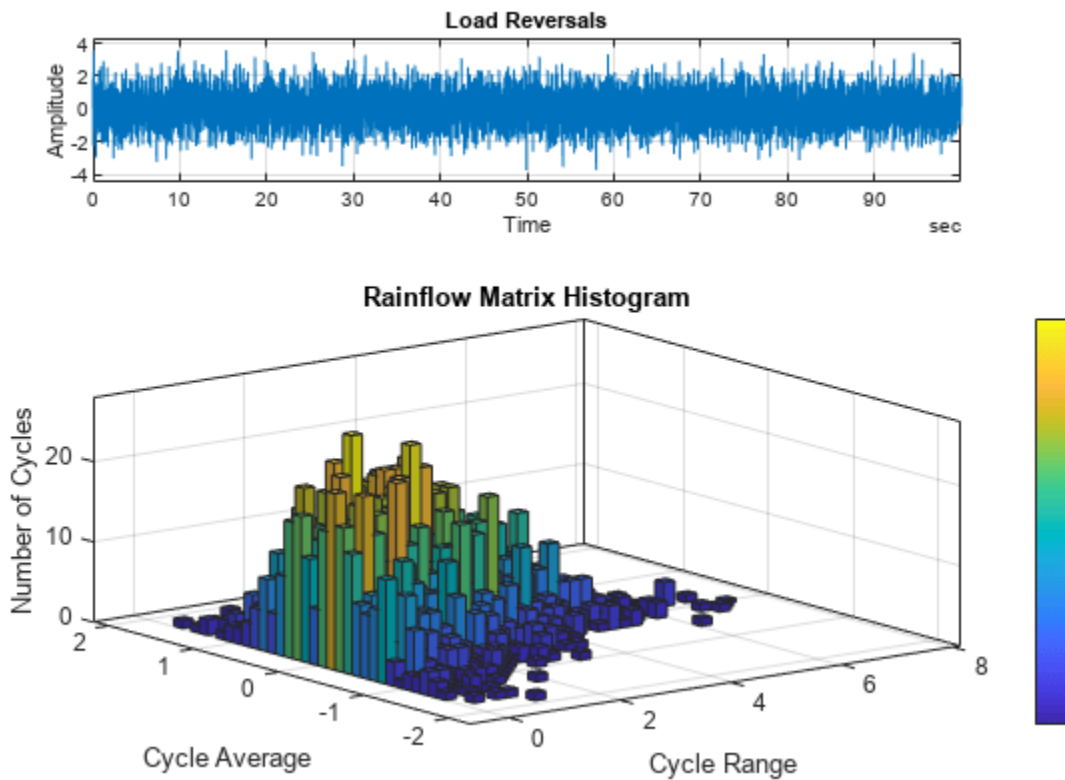 Load Reversals
4
2
0
-2
-4
Amplitude
0 10 20 30 40 50 60 70 80 90
Time
sec
Rainflow Matrix Histogram
20
10
0
Number of Cycles
2
1
0
-1
-2
Cycle Average
0
2
4
6
8
Cycle Range